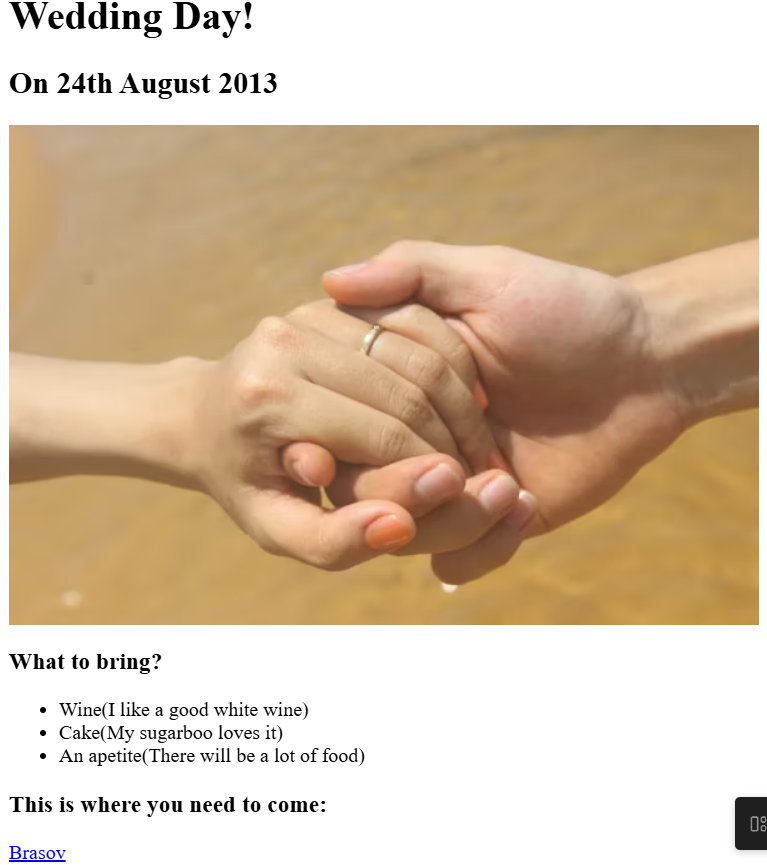 Wedding Day!
On 24th August 2013
What to bring?
Wine(I like a good white wine)
Cake(My sugarboo loves it)
An apetite(There will be a lot of food)
This is where you need to come:
Brasov